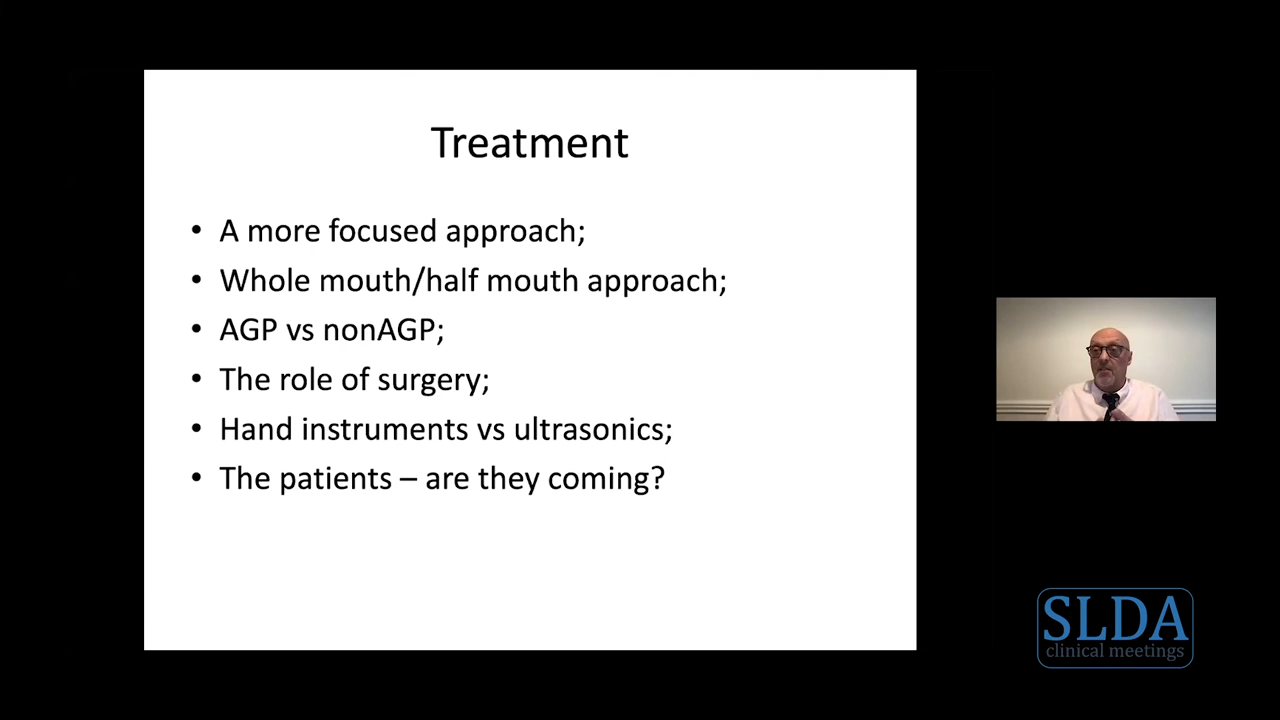 Treatment
• A more focused approach;
• Whole mouth/half mouth approach;
• AGP vs nonAGP;
• The role of surgery;
• Hand instruments vs ultrasonics;
• The patients – are they coming?
SLDA
clinical meetings